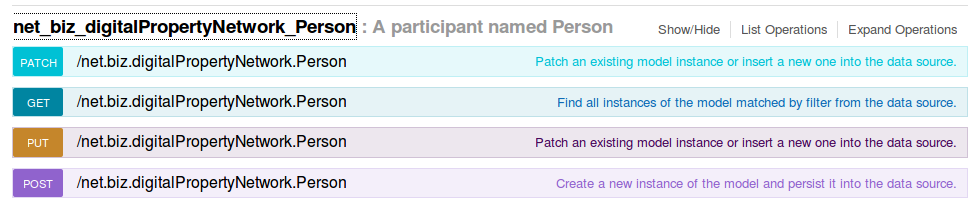 net_biz_digitalPropertyNetwork_Person : A participant named Person Show/Hide List Operations Expand Operations
PATCH /net.biz.digitalPropertyNetwork.Person Patch an existing model instance or insert a new one into the data source.
GET /net.biz.digitalPropertyNetwork.Person Find all instances of the model matched by filter from the data source.
PUT /net.biz.digitalPropertyNetwork.Person Patch an existing model instance or insert a new one into the data source.
POST /net.biz.digitalPropertyNetwork.Person Create a new instance of the model and persist it into the data source.